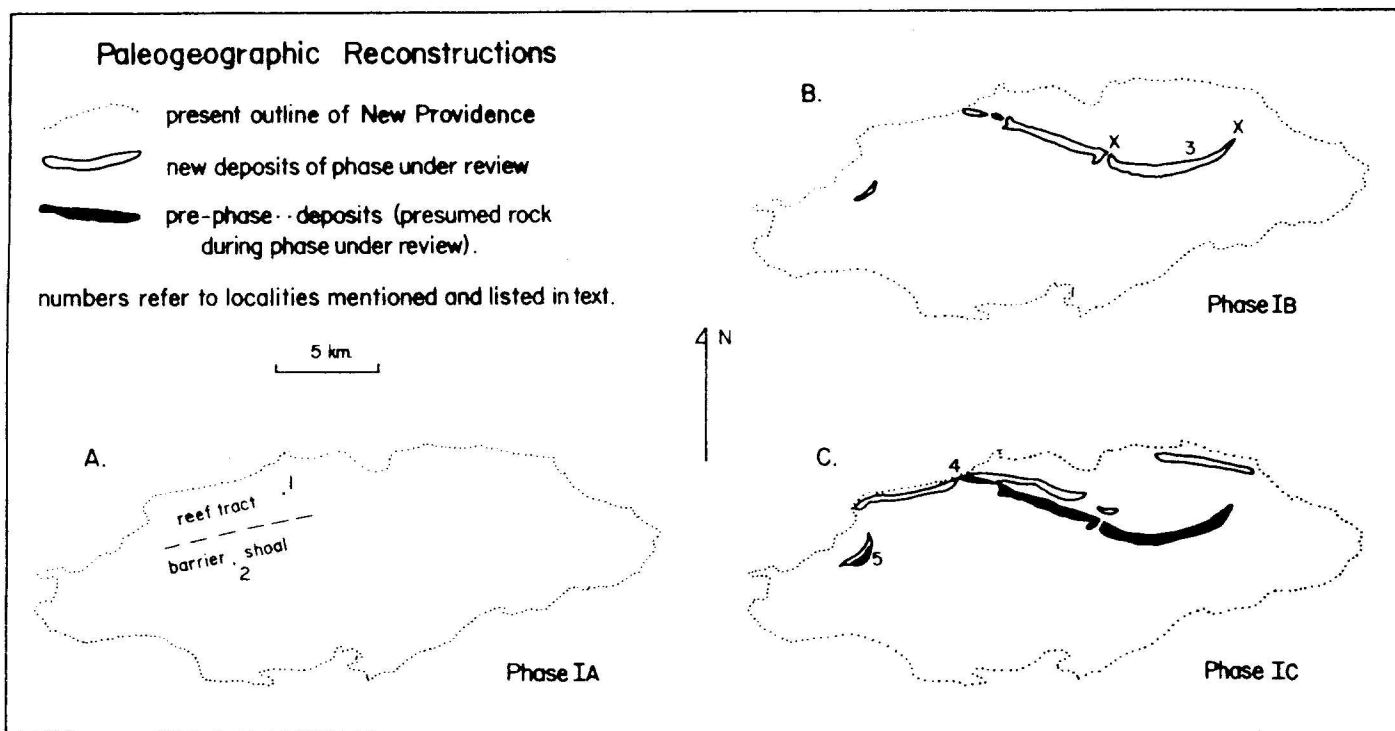 Paleogeographic Reconstructions
present outline of New Providence
new deposits of phase under review
pre-phase·· deposits (presumed rock
during phase under review).
numbers refer to localities mentioned and listed in text.
5 km
N
A.
1
reef tract
barrier shoal
2
Phase IA
B.
X
X
3
Phase IB
C.
4
5
Phase IC